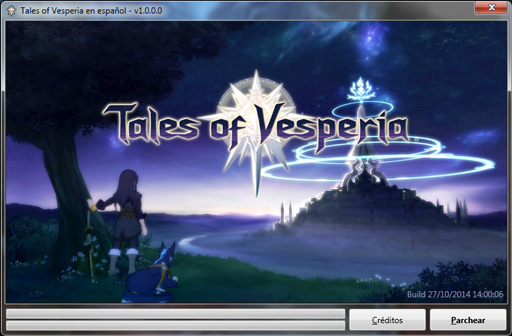 Tales of Vesperia en español - v1.0.0.0
Tales of Vesperia
Build 27/10/2014 14:00:06
Créditos
Parchear